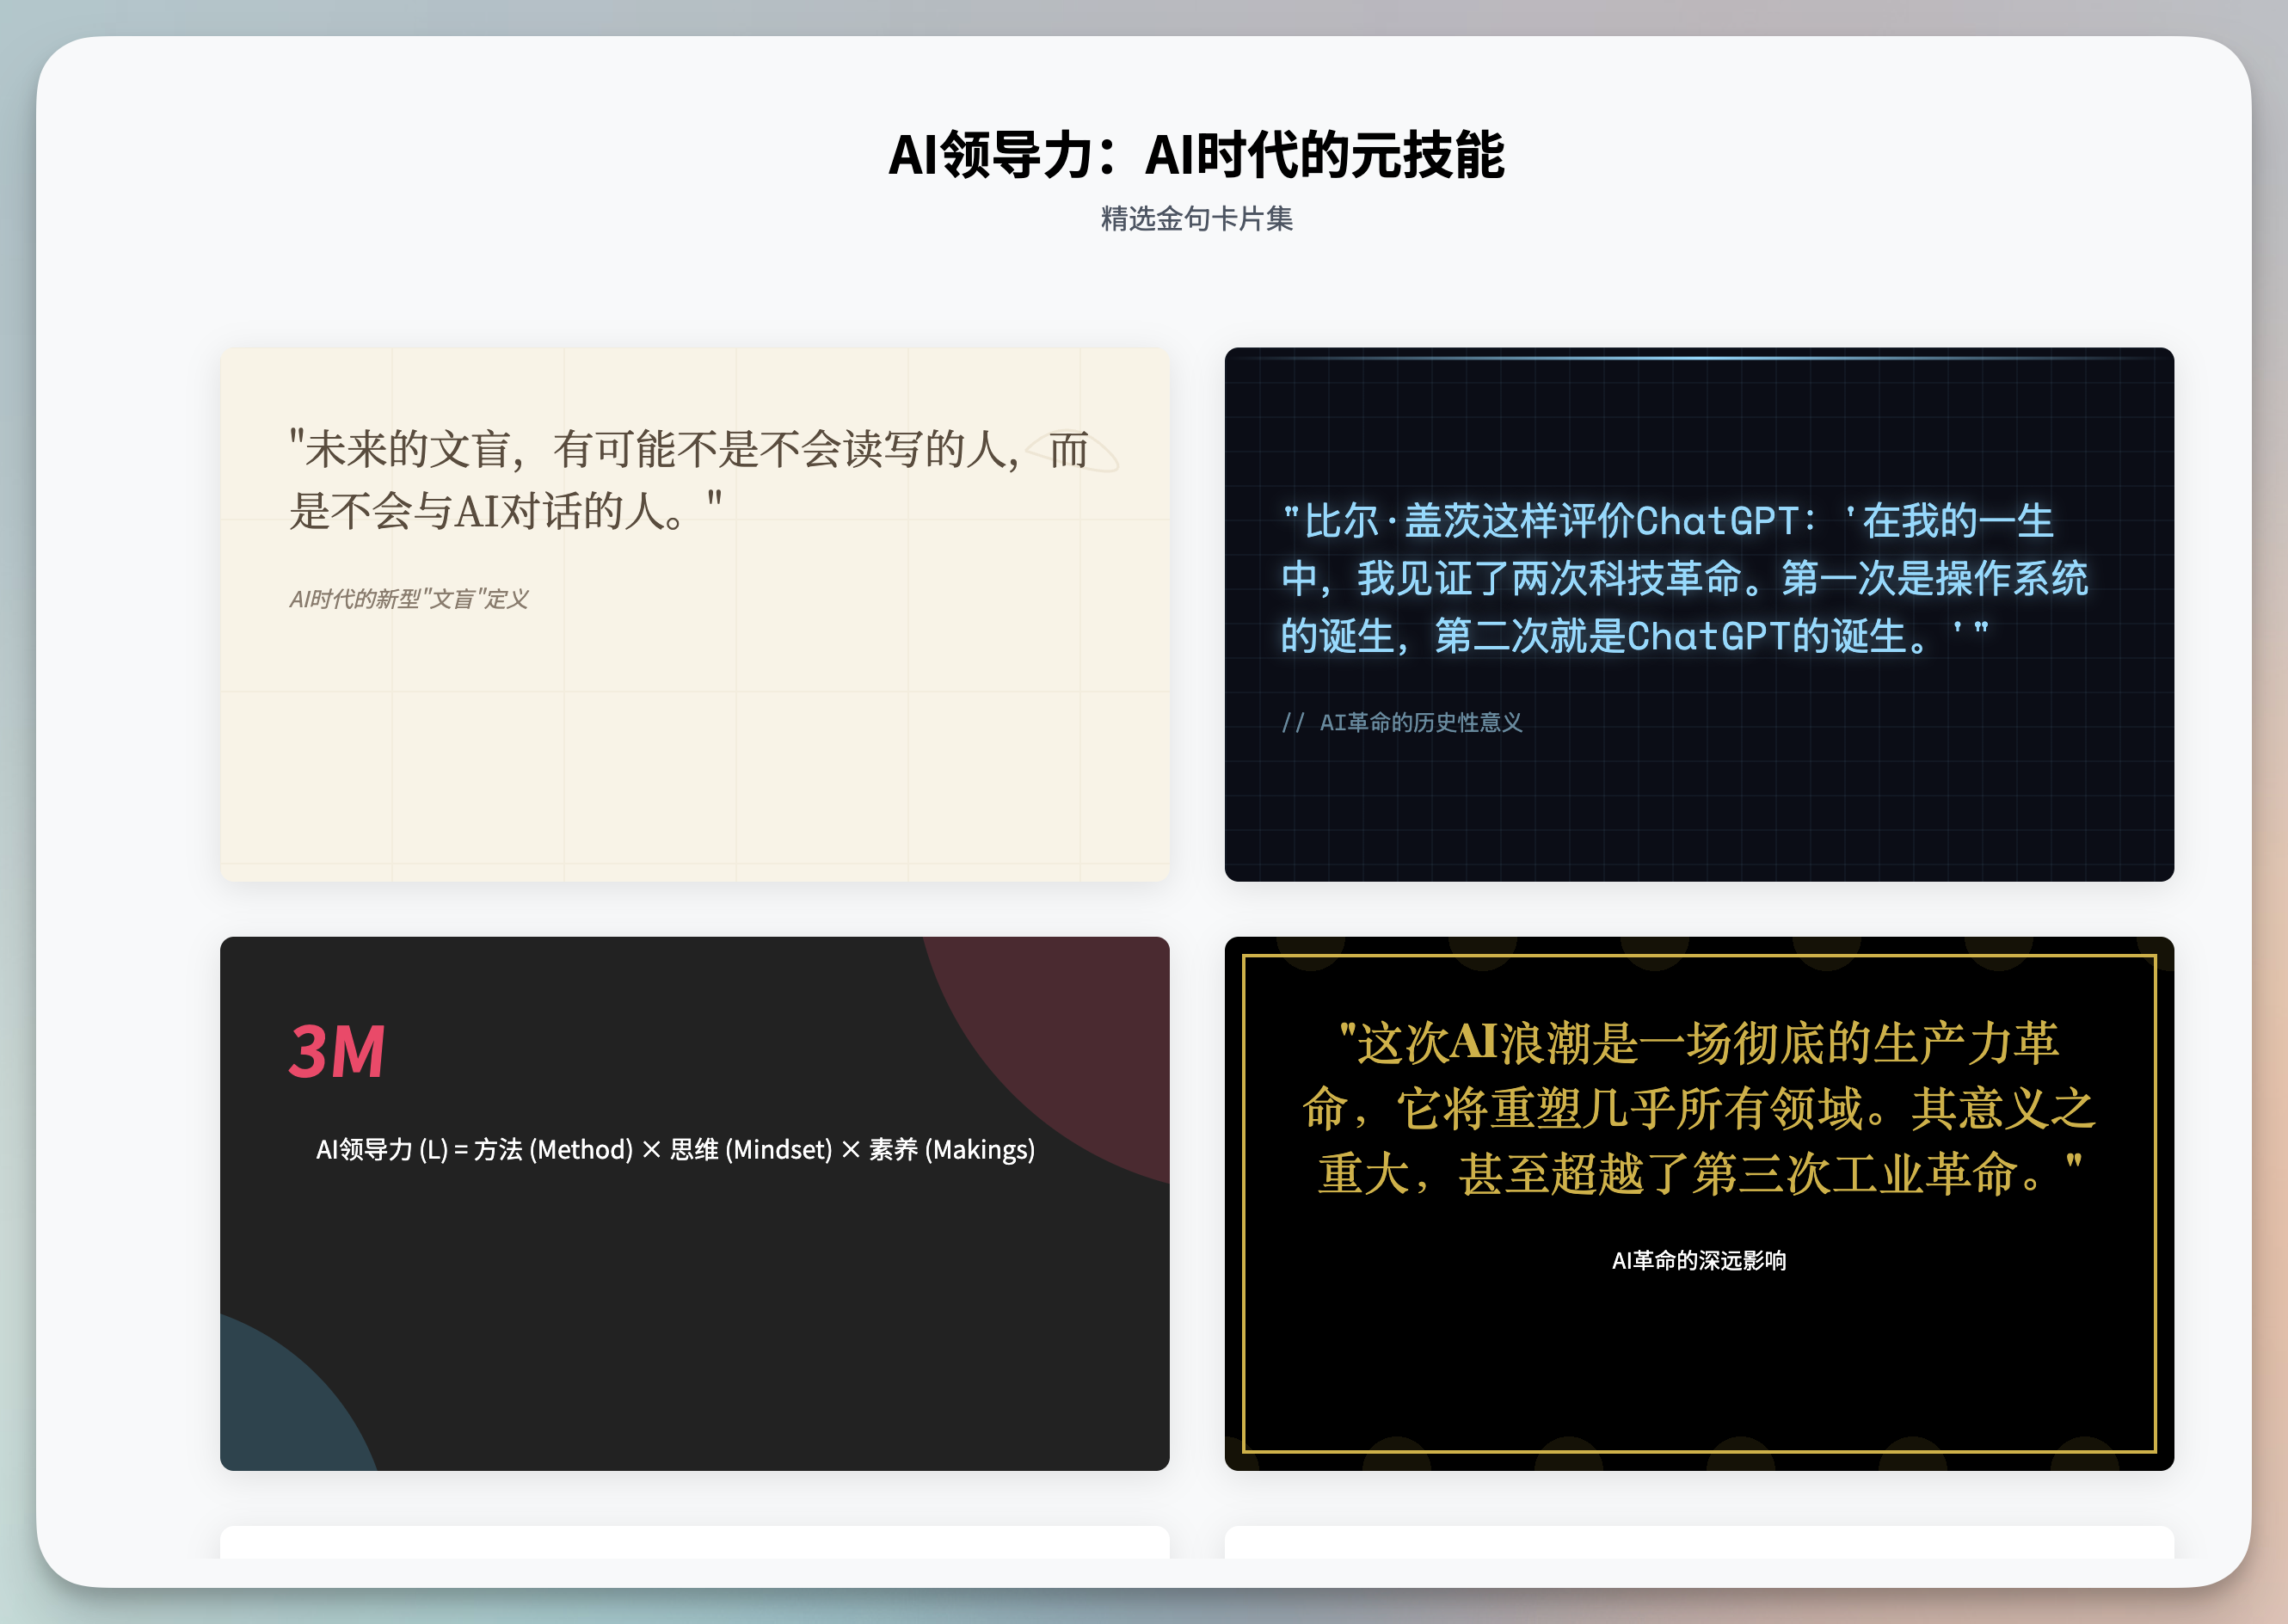 AI领导力：AI时代的元技能
精选金句卡片集
"未来的文盲，有可能不是不会读写的人，而
是不会与AI对话的人。"
AI时代的新型"文盲"定义
"比尔·盖茨这样评价ChatGPT：'在我的一生
中，我见证了两次科技革命。第一次是操作系统
的诞生，第二次就是ChatGPT的诞生。'"
// AI革命的历史性意义
3M
AI领导力 (L) = 方法 (Method) × 思维 (Mindset) × 素养 (Makings)
"这次AI浪潮是一场彻底的生产力革
命，它将重塑几乎所有领域。其意义之
重大，甚至超越了第三次工业革命。"
AI革命的深远影响